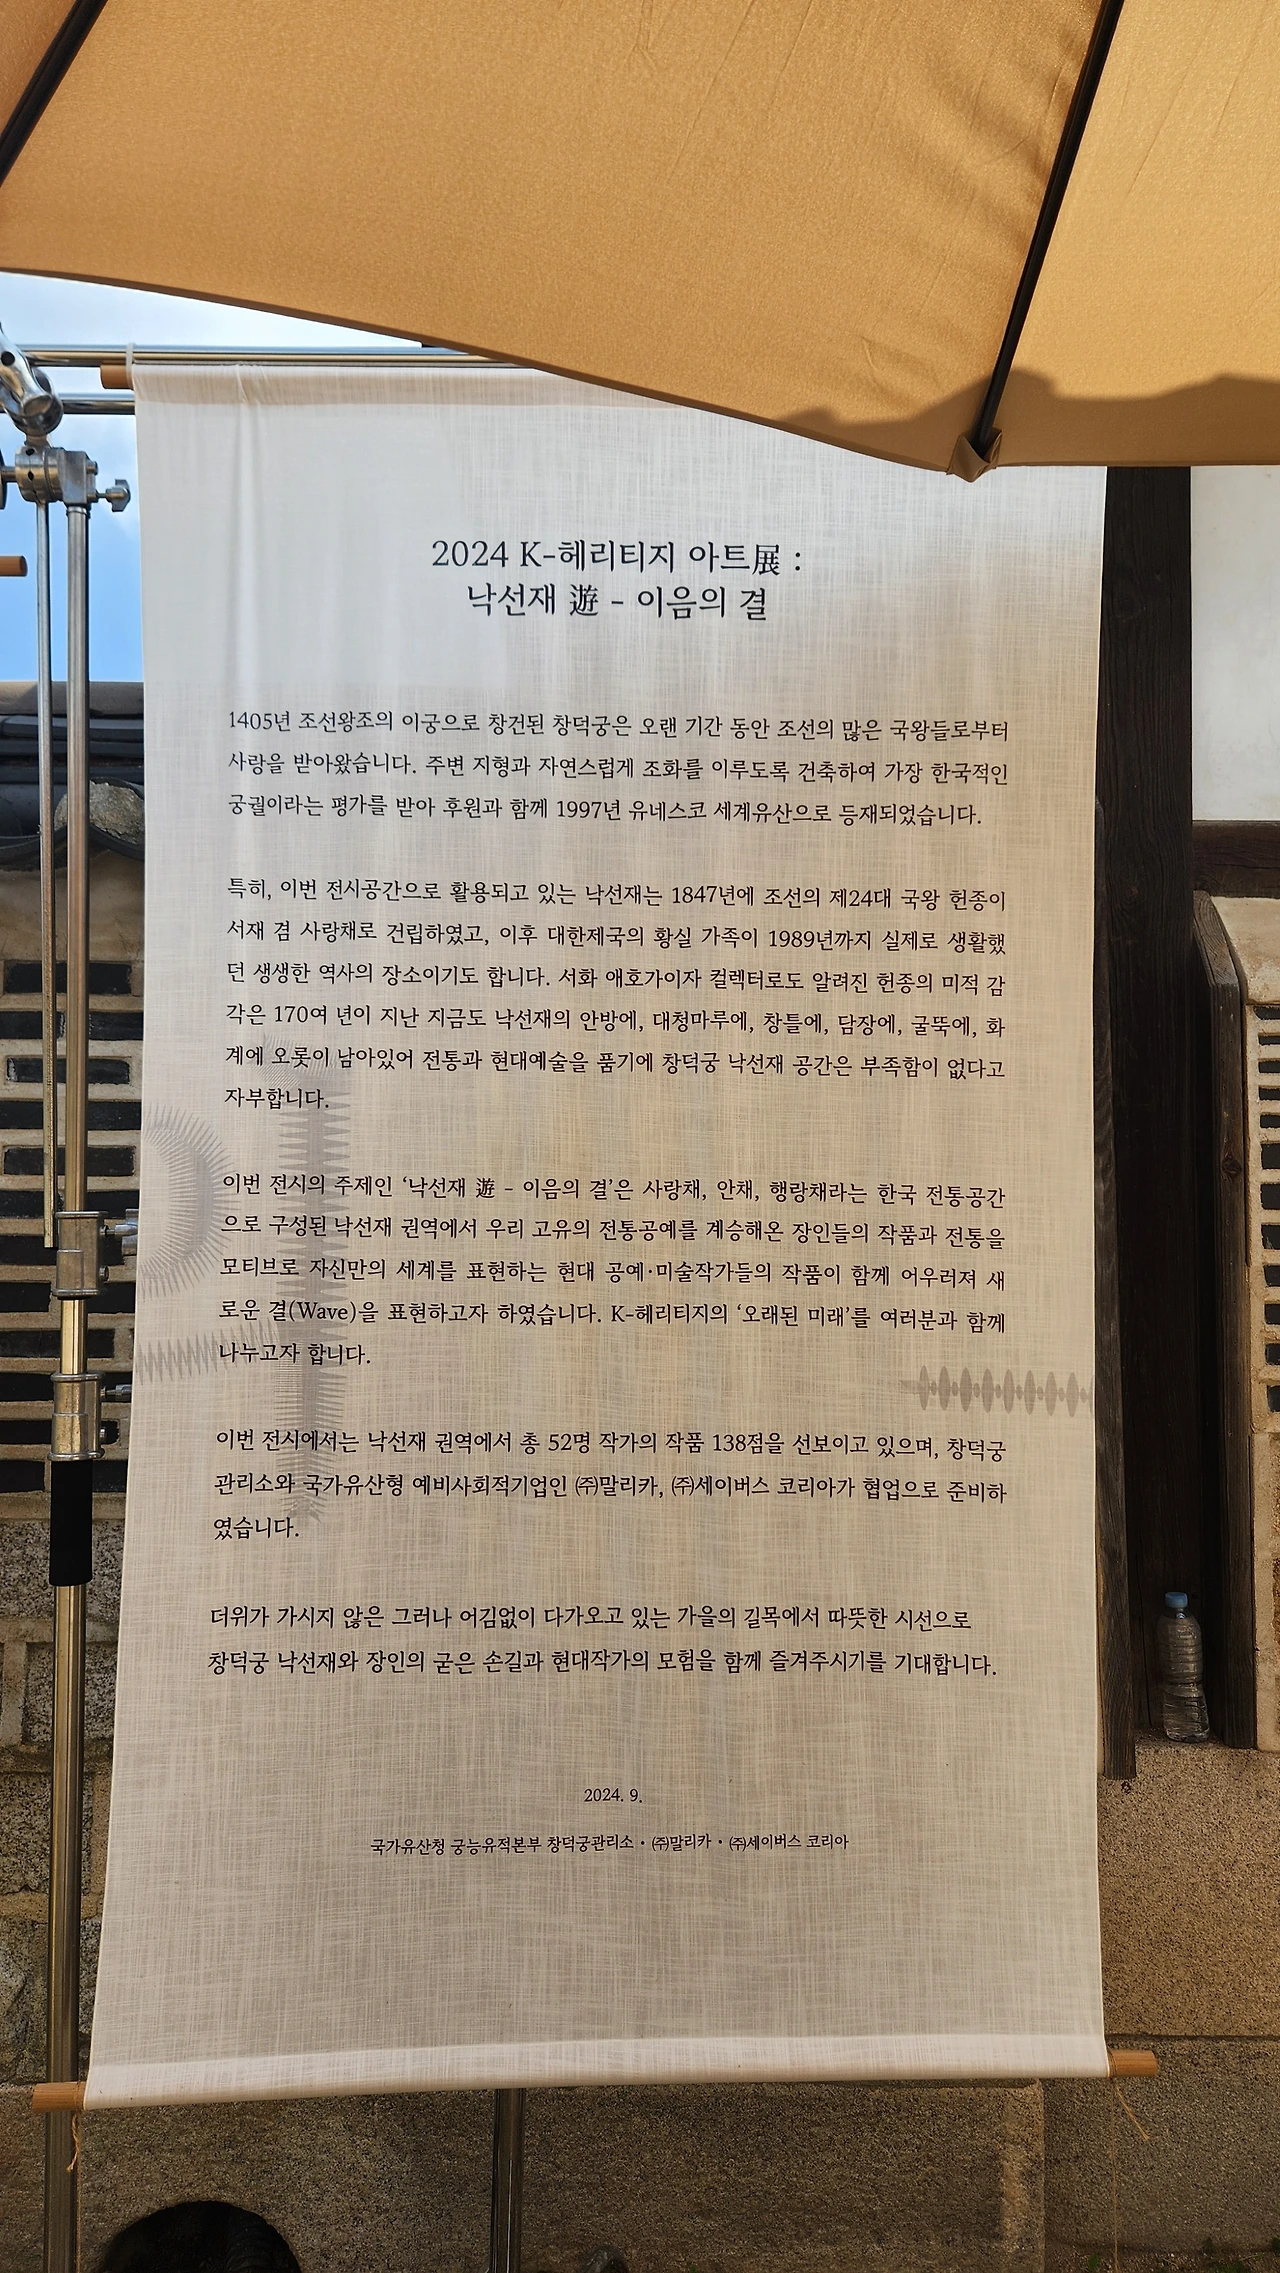 2024 K-헤리티지 아트展 :
낙선재 遊 - 이음의 결
1405년 조선왕조의 이궁으로 창건된 창덕궁은 오랜 기간 동안 조선의 많은 국왕들로부터
사랑을 받아왔습니다. 주변 지형과 자연스럽게 조화를 이루도록 건축하여 가장 한국적인
궁궐이라는 평가를 받아 후원과 함께 1997년 유네스코 세계유산으로 등재되었습니다.
특히, 이번 전시공간으로 활용되고 있는 낙선재는 1847년에 조선의 제24대 국왕 헌종이
서재 겸 사랑채로 건립하였고, 이후 대한제국의 황실 가족이 1989년까지 실제로 생활했
던 생생한 역사의 장소이기도 합니다. 서화 애호가이자 컬렉터로도 알려진 헌종의 미적 감
각은 170여 년이 지난 지금도 낙선재의 안방에, 대청마루에, 창틀에, 담장에, 굴뚝에, 화
계에 오롯이 남아있어 전통과 현대예술을 품기에 창덕궁 낙선재 공간은 부족함이 없다고
자부합니다.
이번 전시의 주제인 ‘낙선재 遊 - 이음의 결’은 사랑채, 안채, 행랑채라는 한국 전통공간
으로 구성된 낙선재 권역에서 우리 고유의 전통공예를 계승해온 장인들의 작품과 전통을
모티브로 자신만의 세계를 표현하는 현대 공예·미술작가들의 작품이 함께 어우러져 새
로운 결(Wave)을 표현하고자 하였습니다. K-헤리티지의 ‘오래된 미래’를 여러분과 함께
나누고자 합니다.
이번 전시에서는 낙선재 권역에서 총 52명 작가의 작품 138점을 선보이고 있으며, 창덕궁
관리소와 국가유산형 예비사회적기업인 ㈜말리카, ㈜세이버스 코리아가 협업으로 준비하
였습니다.
더위가 가시지 않은 그러나 어김없이 다가오고 있는 가을의 길목에서 따뜻한 시선으로
창덕궁 낙선재와 장인의 굳은 손길과 현대작가의 모험을 함께 즐겨주시기를 기대합니다.
2024. 9.
국가유산청 궁능유적본부 창덕궁관리소 · ㈜말리카 · ㈜세이버스 코리아